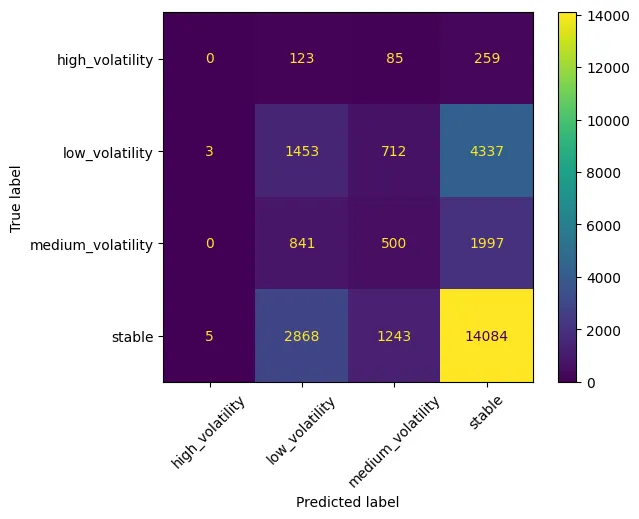 True label
high_volatility 0 123 85 259
low_volatility 3 1453 712 4337
medium_volatility 0 841 500 1997
stable 5 2868 1243 14084
high_volatility low_volatility medium_volatility stable
Predicted label
14000
12000
10000
8000
6000
4000
2000
0